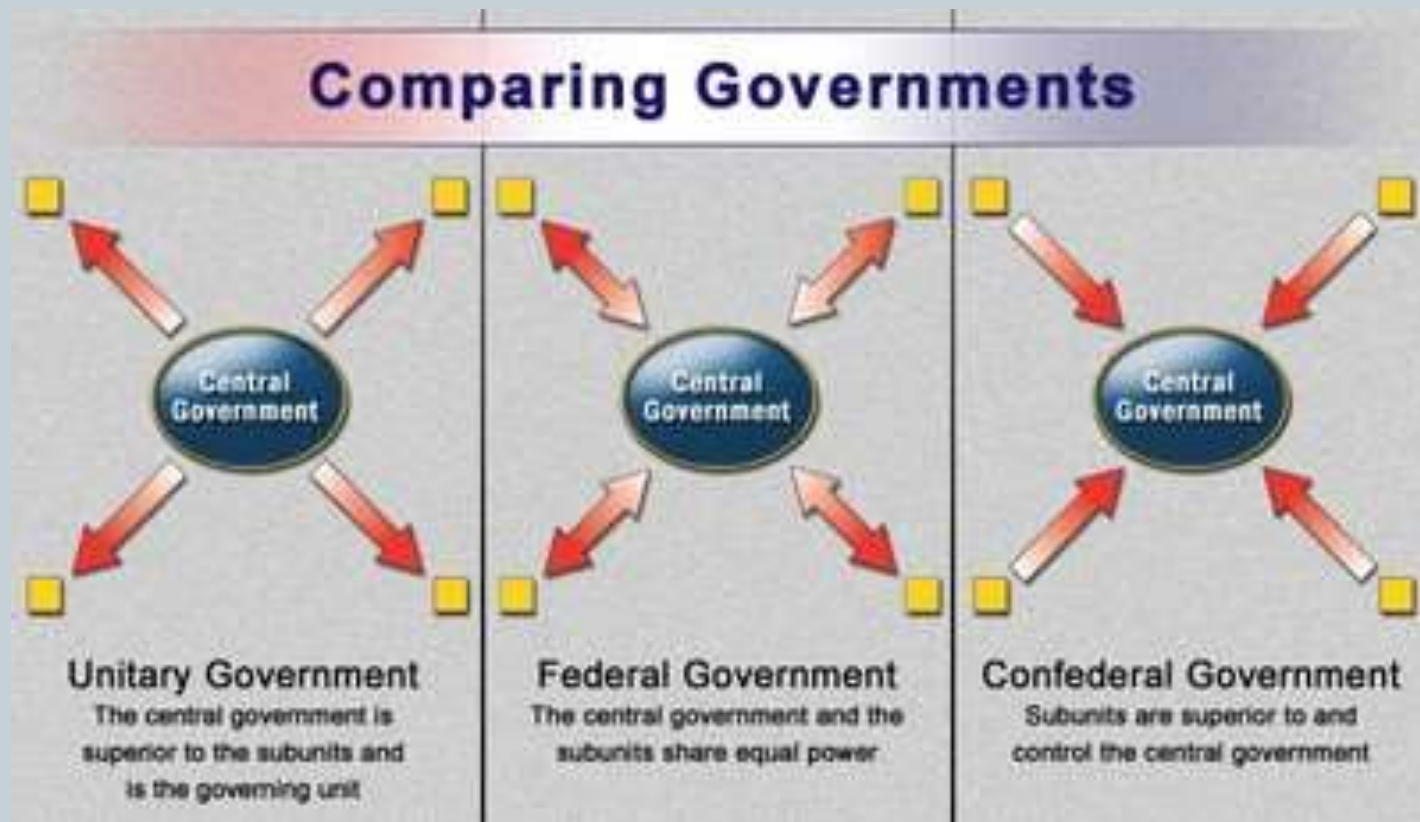 Comparing Governments
Central
Government
Unitary Government
The central government is
superior to the subunits and
is the governing unit
Central
Government
Federal Government
The central government and the
subunits share equal power
Central
Government
Confederal Government
Subunits are superior to and
control the central government